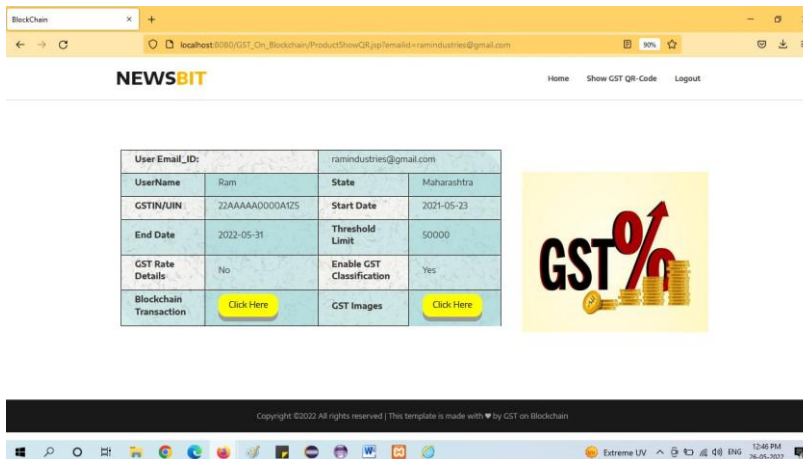 BlockChain
localhost:8080/GST_On_Blockchain/ProductShowQR.jsp?emailid=ramindustries@gmail.com
90%
NEWSBIT
Home Show GST QR-Code Logout
User Email_ID: ramindustries@gmail.com
UserName Ram State Maharashtra
GSTIN/UIN 22AAAAA0000A1Z5 Start Date 2021-05-23
End Date 2022-05-31 Threshold
Limit 50000
GST Rate
Details No Enable GST
Classification Yes
Blockchain
Transaction Click Here GST Images Click Here
GST%
Copyright ©2022 All rights reserved | This template is made with ♥ by GST on Blockchain
Extreme UV ENG 12:46 PM
26-05-2022